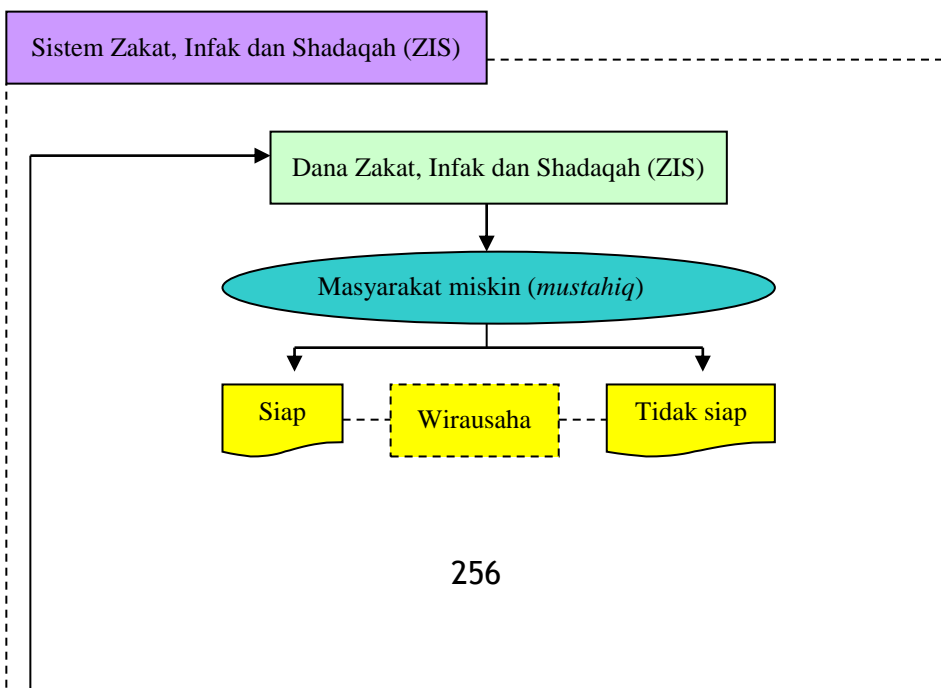 Sistem Zakat, Infak dan Shadaqah (ZIS)
Dana Zakat, Infak dan Shadaqah (ZIS)
Masyarakat miskin (mustahiq)
Siap
Wirausaha
Tidak siap
256